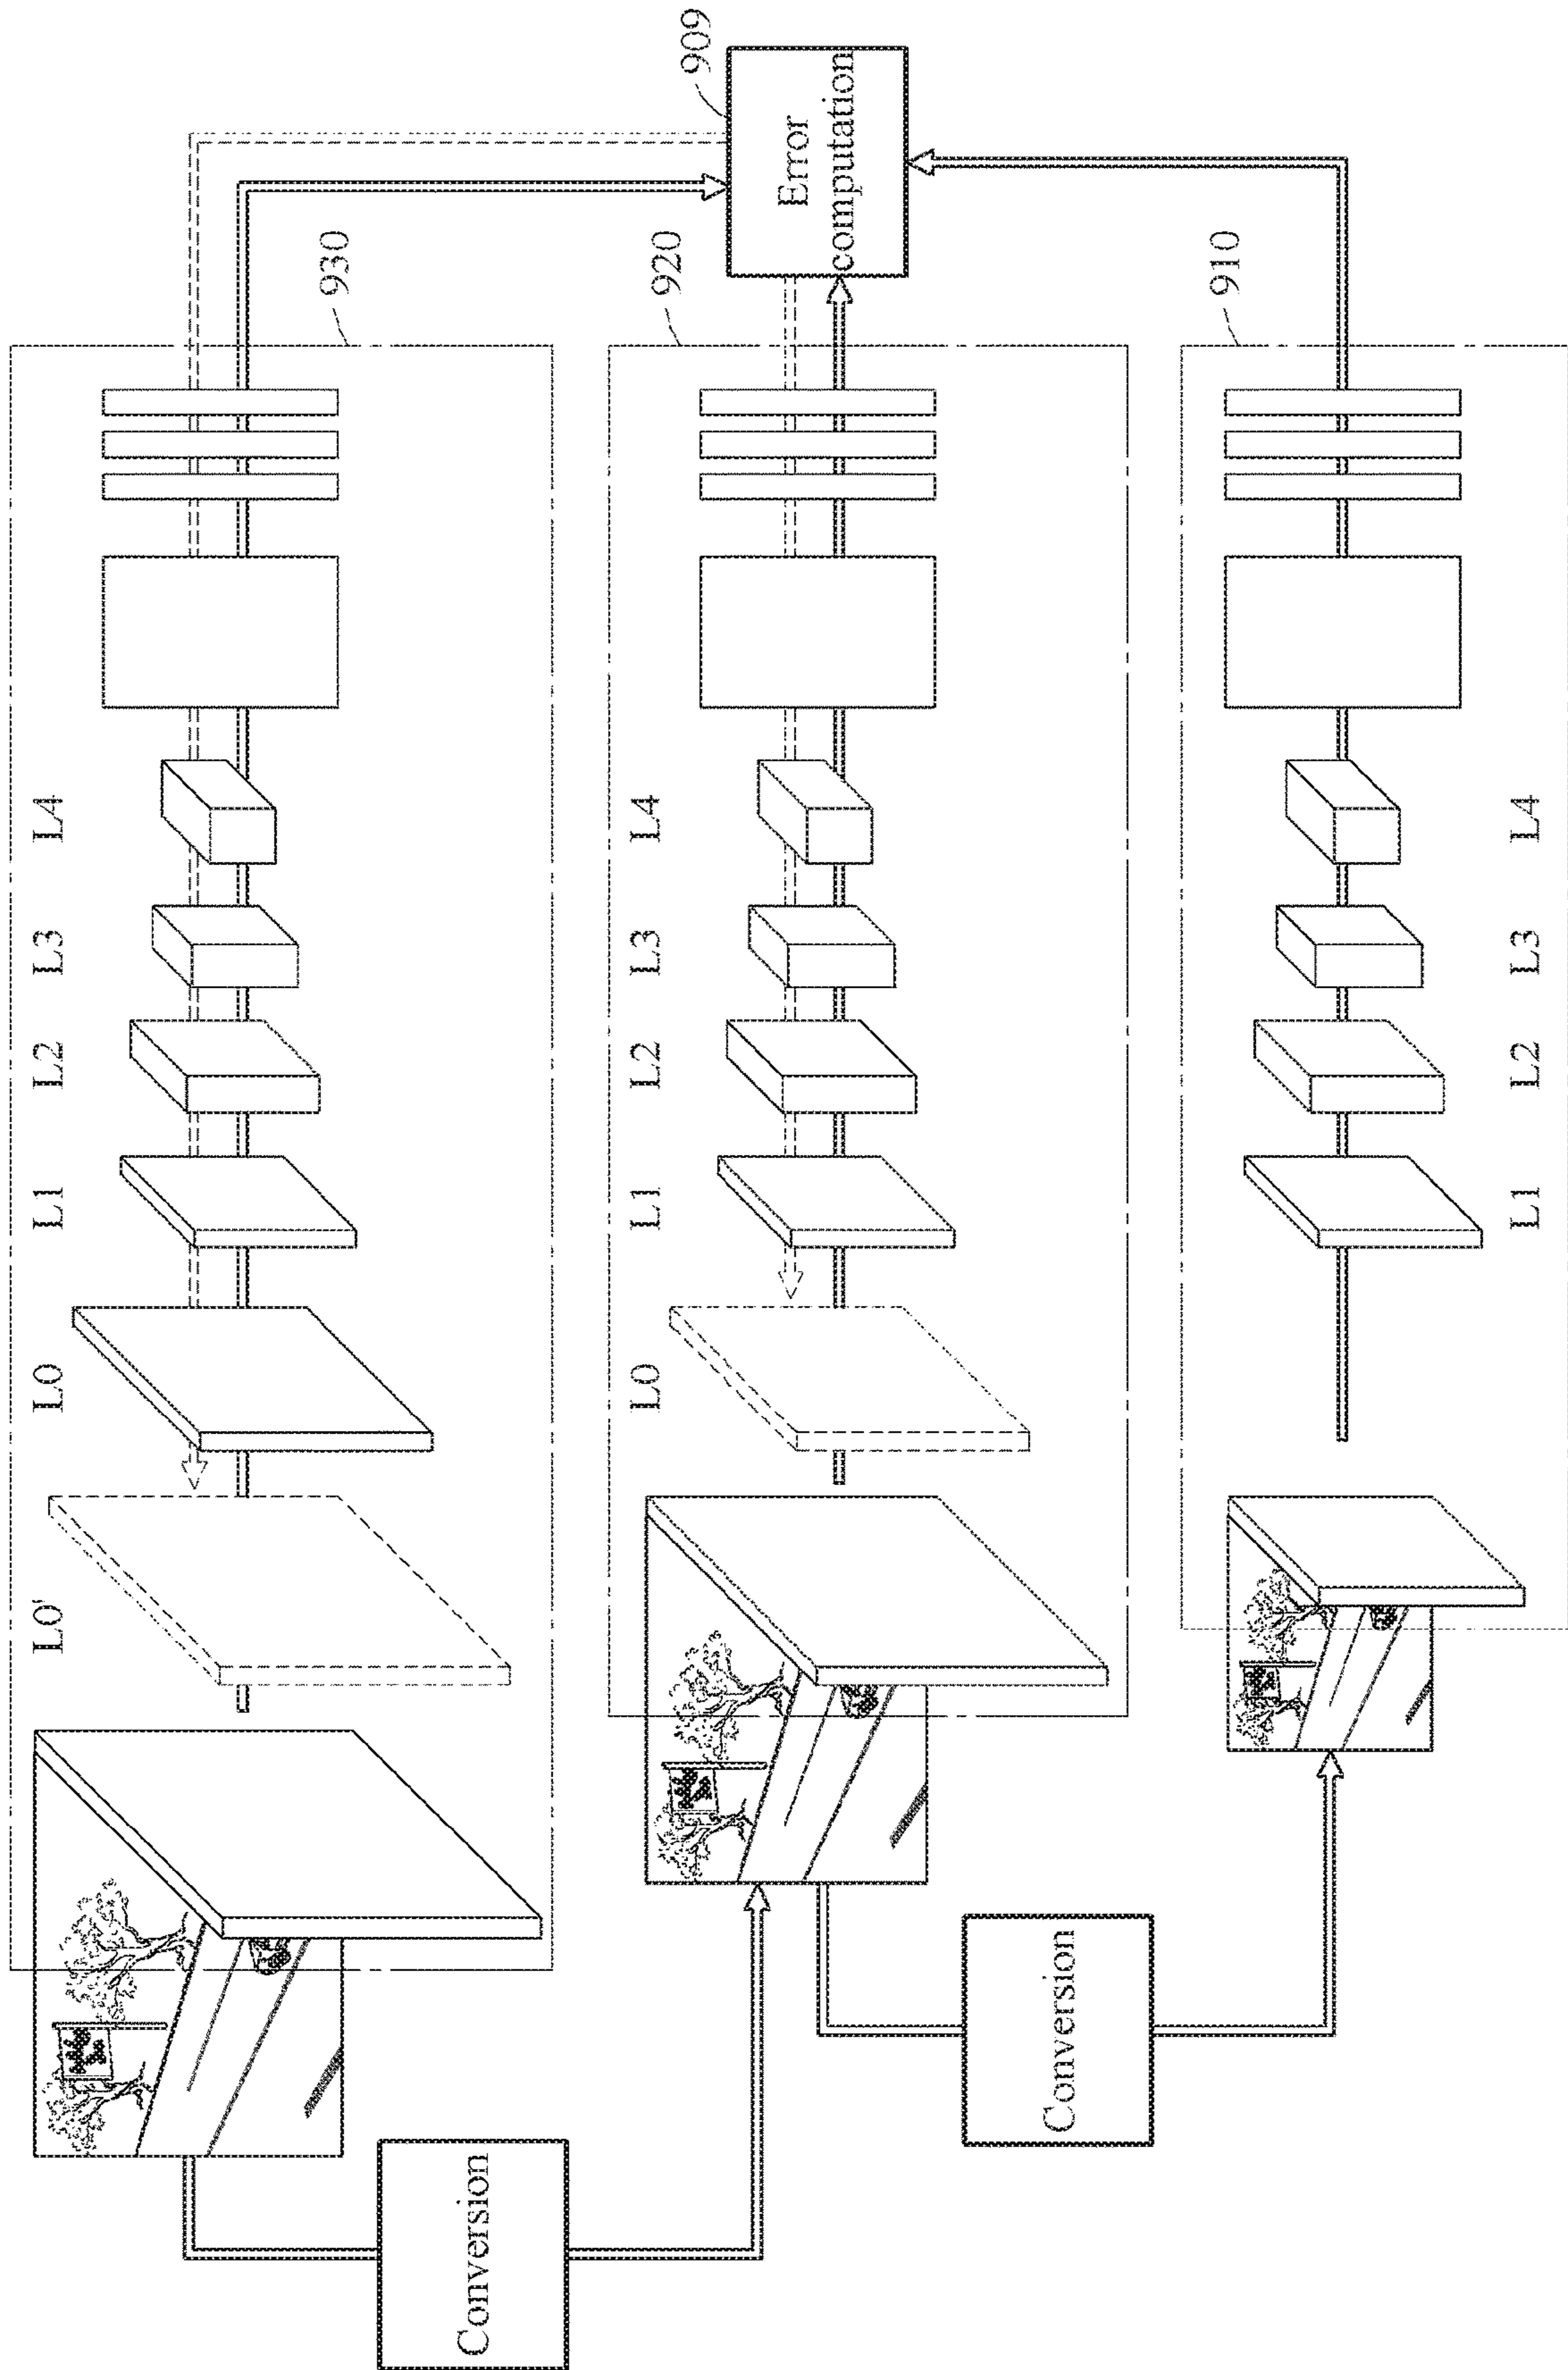 Conversion
Conversion
L0'
L0
L1
L2
L3
L4
930
L0
L1
L2
L3
L4
920
L1
L2
L3
L4
910
Error
computation
909